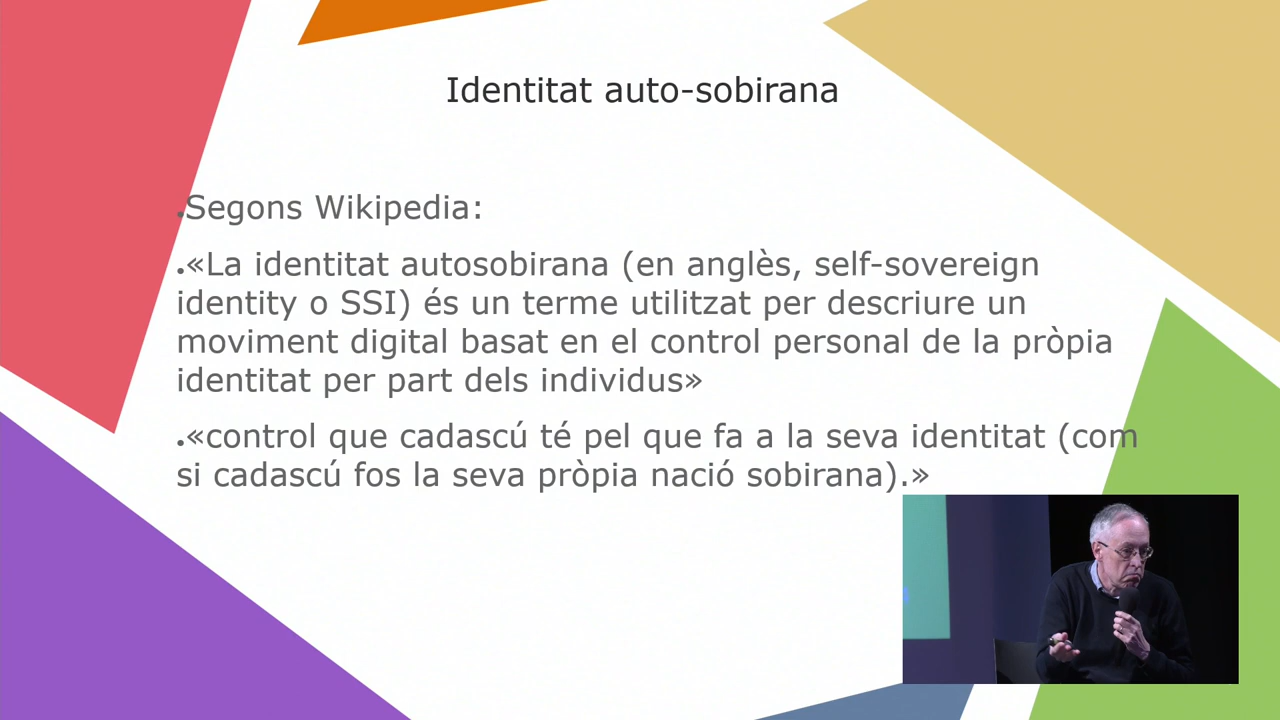 Identitat auto-sobirana
•Segons Wikipedia:
•«La identitat autosobirana (en anglès, self-sovereign
identity o SSI) és un terme utilitzat per descriure un
moviment digital basat en el control personal de la pròpia
identitat per part dels individus»
•«control que cadascú té pel que fa a la seva identitat (com
si cadascú fos la seva pròpia nació sobirana).»